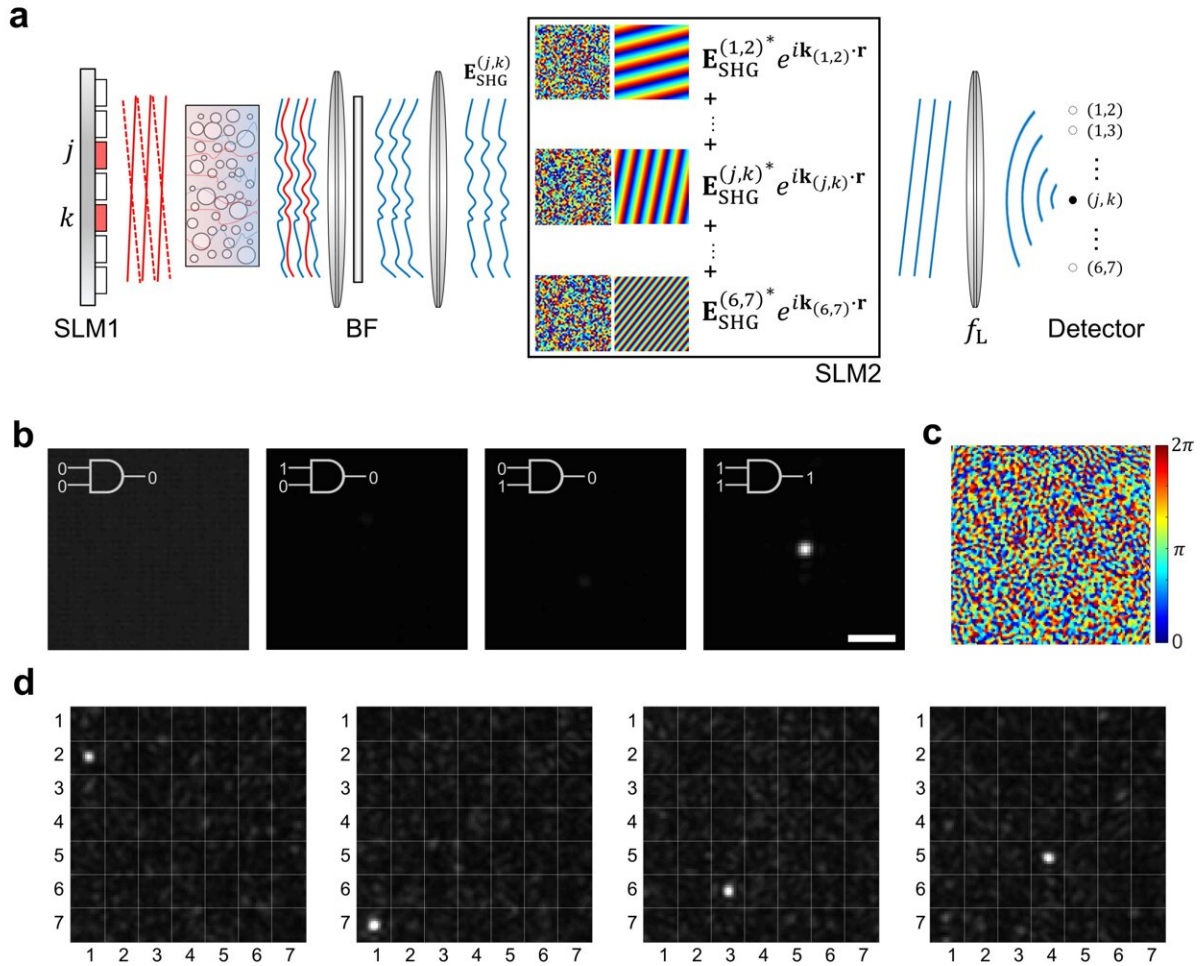 a
j
k
SLM1
BF
E_SHG^(j,k)
E_SHG^(1,2)* e^{ik_(1,2)·r}
+
⋮
+
E_SHG^(j,k)* e^{ik_(j,k)·r}
+
⋮
+
E_SHG^(6,7)* e^{ik_(6,7)·r}
SLM2
f_L
(1,2)
(1,3)
⋮
(j,k)
⋮
(6,7)
Detector
b
0
0
0
1
0
0
0
1
0
1
1
1
c
2π
π
0
d
1
2
3
4
5
6
7
1 2 3 4 5 6 7
1
2
3
4
5
6
7
1 2 3 4 5 6 7
1
2
3
4
5
6
7
1 2 3 4 5 6 7
1
2
3
4
5
6
7
1 2 3 4 5 6 7